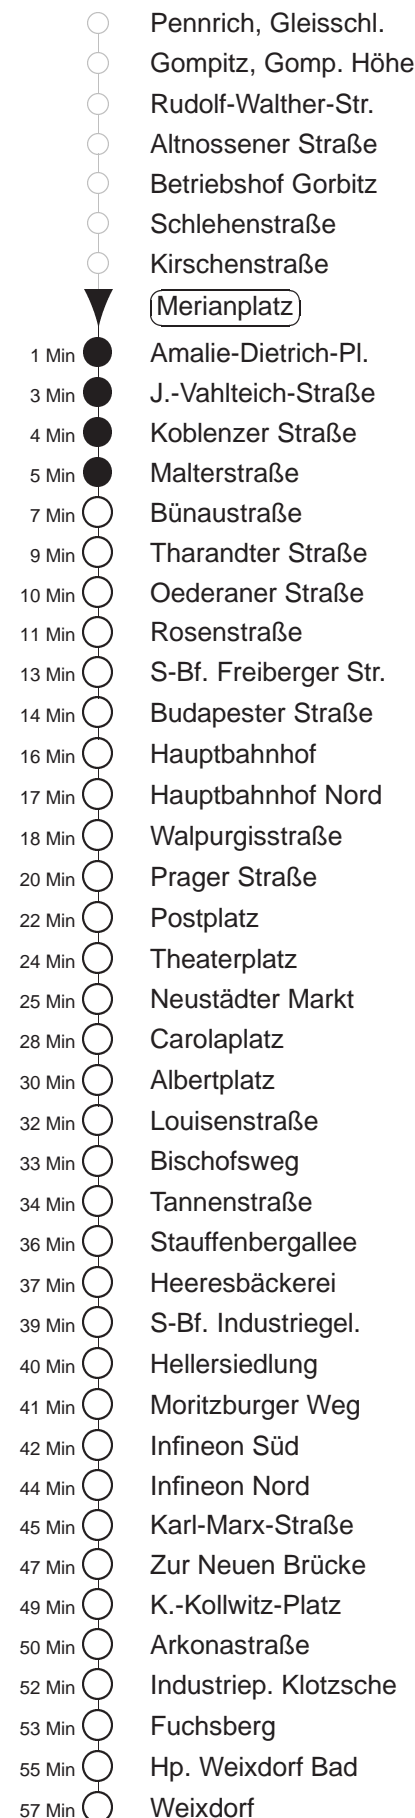 Pennrich, Gleisschl.
Gompitz, Gomp. Höhe
Rudolf-Walther-Str.
Altnossener Straße
Betriebshof Gorbitz
Schlehenstraße
Kirschenstraße
Merianplatz
1 Min Amalie-Dietrich-Pl.
3 Min J.-Vahlteich-Straße
4 Min Koblenzer Straße
5 Min Malterstraße
7 Min Bünaustraße
9 Min Tharandter Straße
10 Min Oederaner Straße
11 Min Rosenstraße
13 Min S-Bf. Freiberger Str.
14 Min Budapester Straße
16 Min Hauptbahnhof
17 Min Hauptbahnhof Nord
18 Min Walpurgisstraße
20 Min Prager Straße
22 Min Postplatz
24 Min Theaterplatz
25 Min Neustädter Markt
28 Min Carolaplatz
30 Min Albertplatz
32 Min Louisenstraße
33 Min Bischofsweg
34 Min Tannenstraße
36 Min Stauffenbergallee
37 Min Heeresbäckerei
39 Min S-Bf. Industriegel.
40 Min Hellersiedlung
41 Min Moritzburger Weg
42 Min Infineon Süd
44 Min Infineon Nord
45 Min Karl-Marx-Straße
47 Min Zur Neuen Brücke
49 Min K.-Kollwitz-Platz
50 Min Arkonastraße
52 Min Industriep. Klotzsche
53 Min Fuchsberg
55 Min Hp. Weixdorf Bad
57 Min Weixdorf